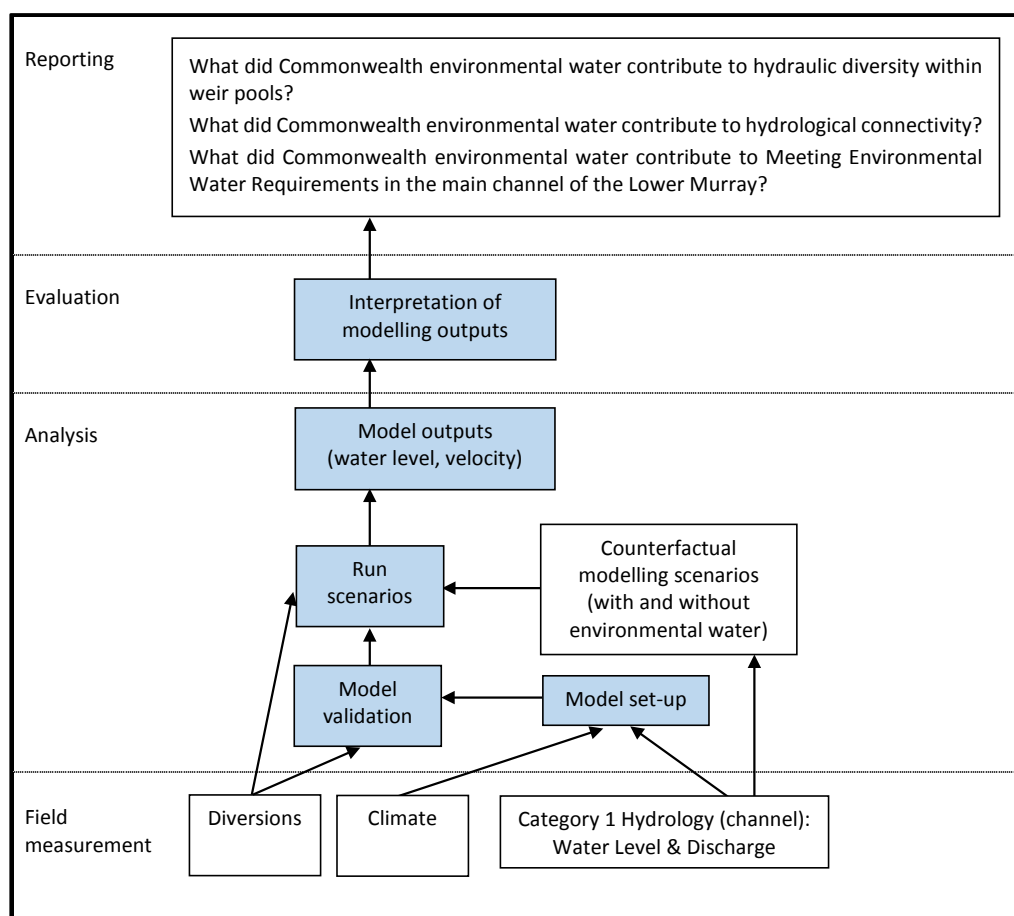 Reporting
What did Commonwealth environmental water contribute to hydraulic diversity within
weir pools?
What did Commonwealth environmental water contribute to hydrological connectivity?
What did Commonwealth environmental water contribute to Meeting Environmental
Water Requirements in the main channel of the Lower Murray?
Evaluation
Interpretation of
modelling outputs
Analysis
Model outputs
(water level, velocity)
Run
scenarios
Counterfactual
modelling scenarios
(with and without
environmental water)
Model
validation
Model set-up
Field
measurement
Diversions
Climate
Category 1 Hydrology (channel):
Water Level & Discharge